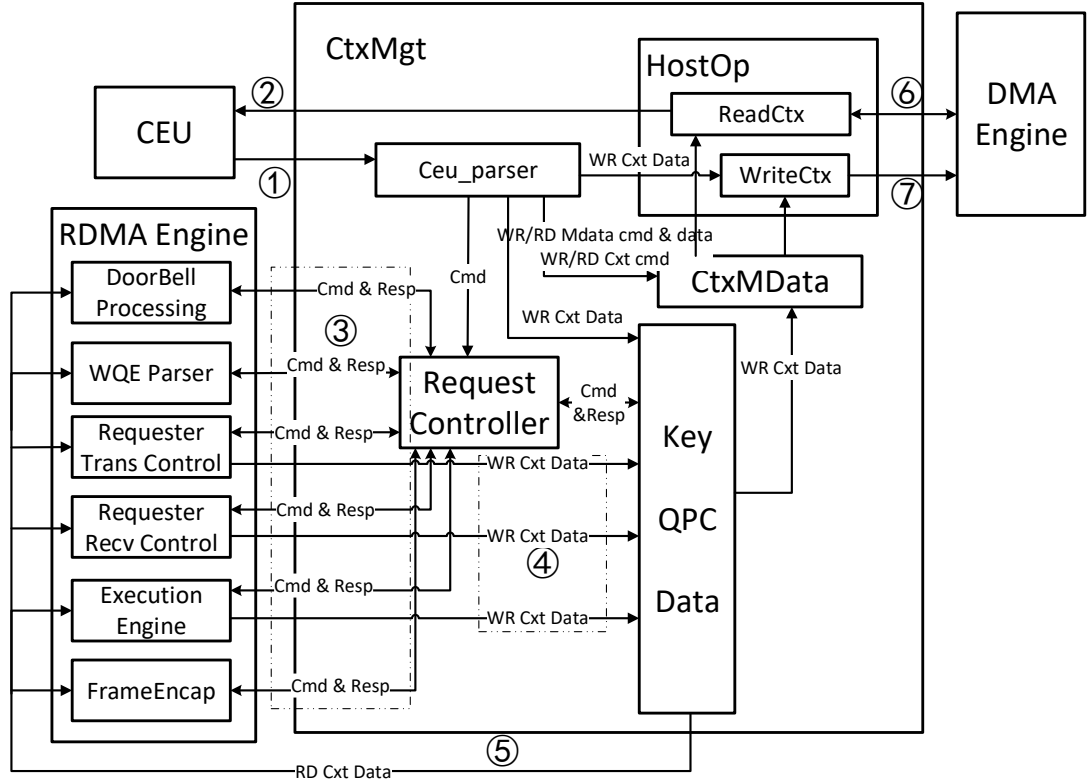 CtxMgt
HostOp
②
⑥
DMA
Engine
CEU
ReadCtx
①
Ceu_parser
WR Cxt Data
WriteCtx
⑦
RDMA Engine
WR/RD Mdata cmd & data
WR/RD Cxt cmd
Cmd
CtxMData
DoorBell
Processing
Cmd & Resp
③
WR Cxt Data
WQE Parser
Cmd & Resp
Request
Controller
Cmd
&Resp
WR Cxt Data
Requester
Trans Control
Cmd & Resp
WR Cxt Data
Key
QPC
Data
Requester
Recv Control
Cmd & Resp
WR Cxt Data
④
Execution
Engine
Cmd & Resp
WR Cxt Data
FrameEncap
Cmd & Resp
⑤
RD Cxt Data